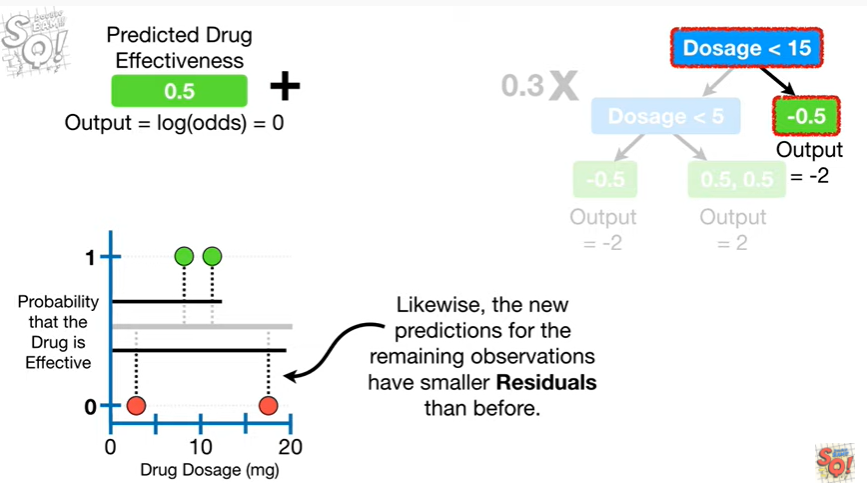 Predicted Drug
Effectiveness
0.5
+
Output = log(odds) = 0
0.3 X
Dosage < 15
Dosage < 5
-0.5
Output
= -2
-0.5
0.5, 0.5
Output
= -2
Output
= 2
1
Probability
that the
Drug is
Effective
0
0
10
20
Drug Dosage (mg)
Likewise, the new
predictions for the
remaining observations
have smaller Residuals
than before.
SQ!